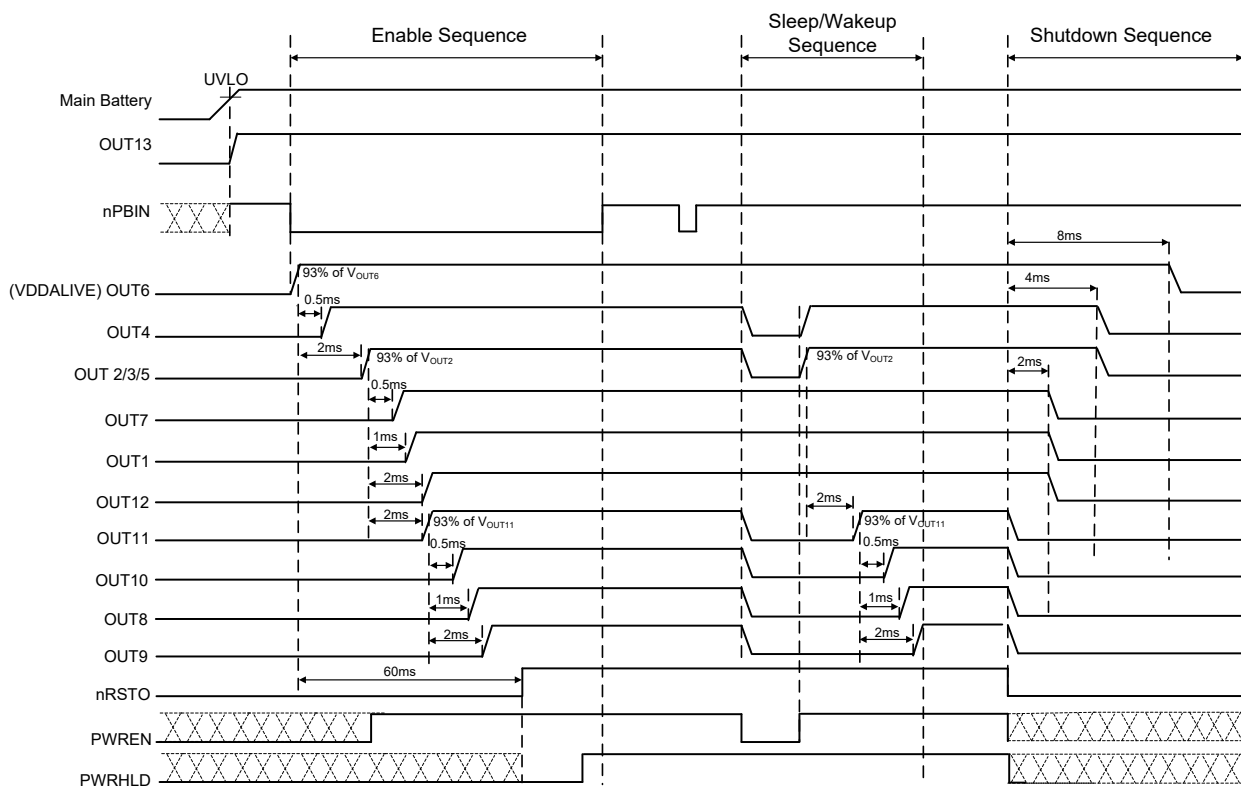 Enable Sequence
Sleep/Wakeup
Sequence
Shutdown Sequence
UVLO
Main Battery
OUT13
nPBIN
8ms
93% of VOUT6
(VDDALIVE) OUT6
4ms
0.5ms
OUT4
2ms
93% of VOUT2
93% of VOUT2
OUT 2/3/5
2ms
0.5ms
OUT7
1ms
OUT1
2ms
OUT12
2ms
2ms
93% of VOUT11
93% of VOUT11
OUT11
0.5ms
0.5ms
OUT10
1ms
1ms
OUT8
2ms
2ms
OUT9
60ms
nRSTO
PWREN
PWRHLD